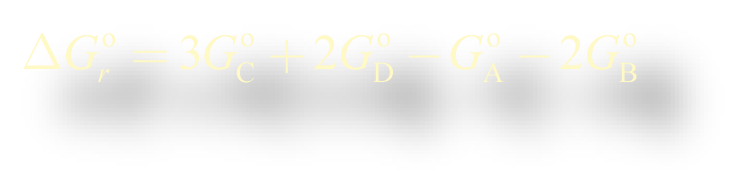 ΔG°r = 3G°C + 2G°D − G°A − 2G°B